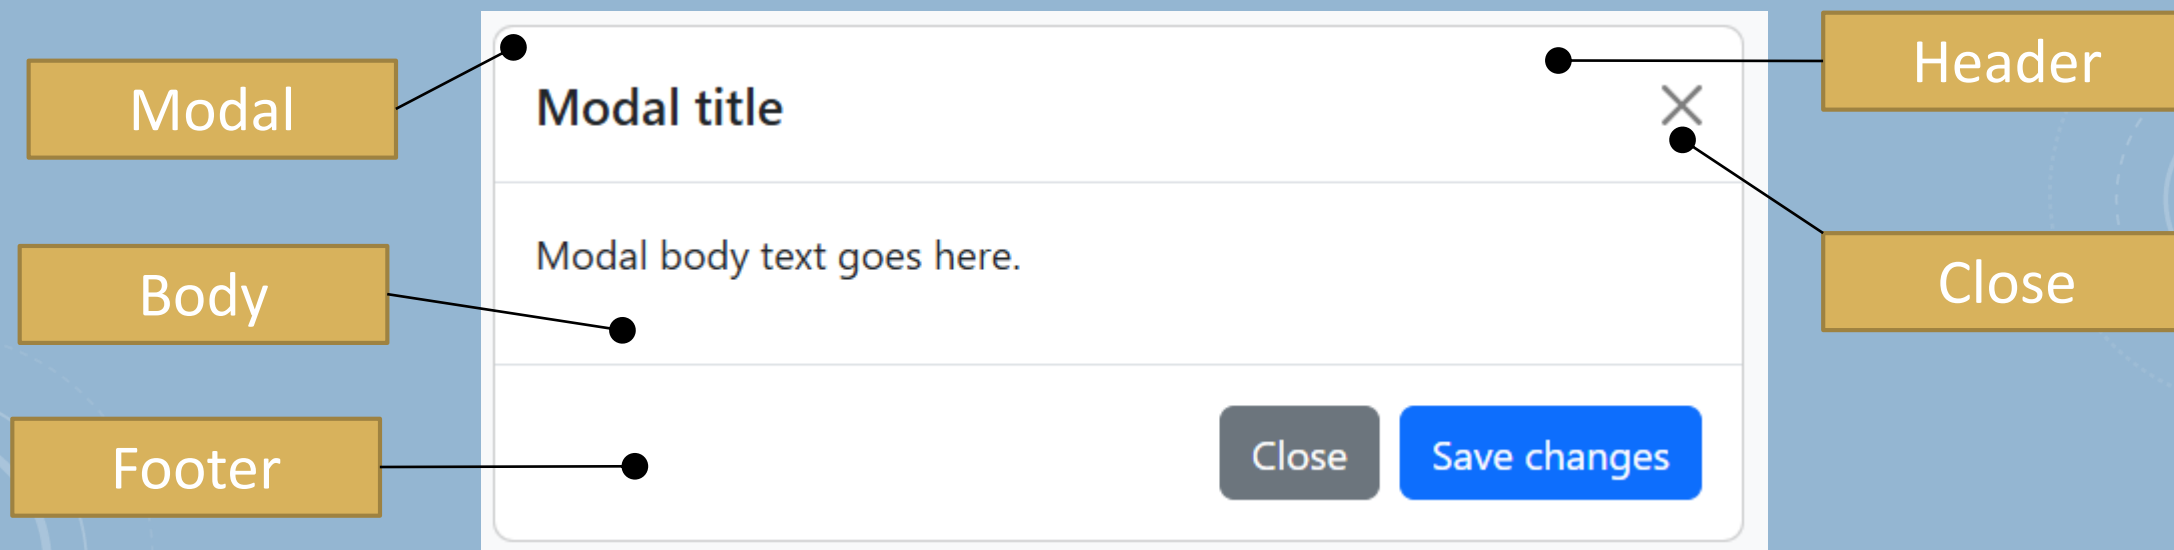 Header
Modal
Modal title
Modal body text goes here.
Body
Close
Footer
Close
Save changes